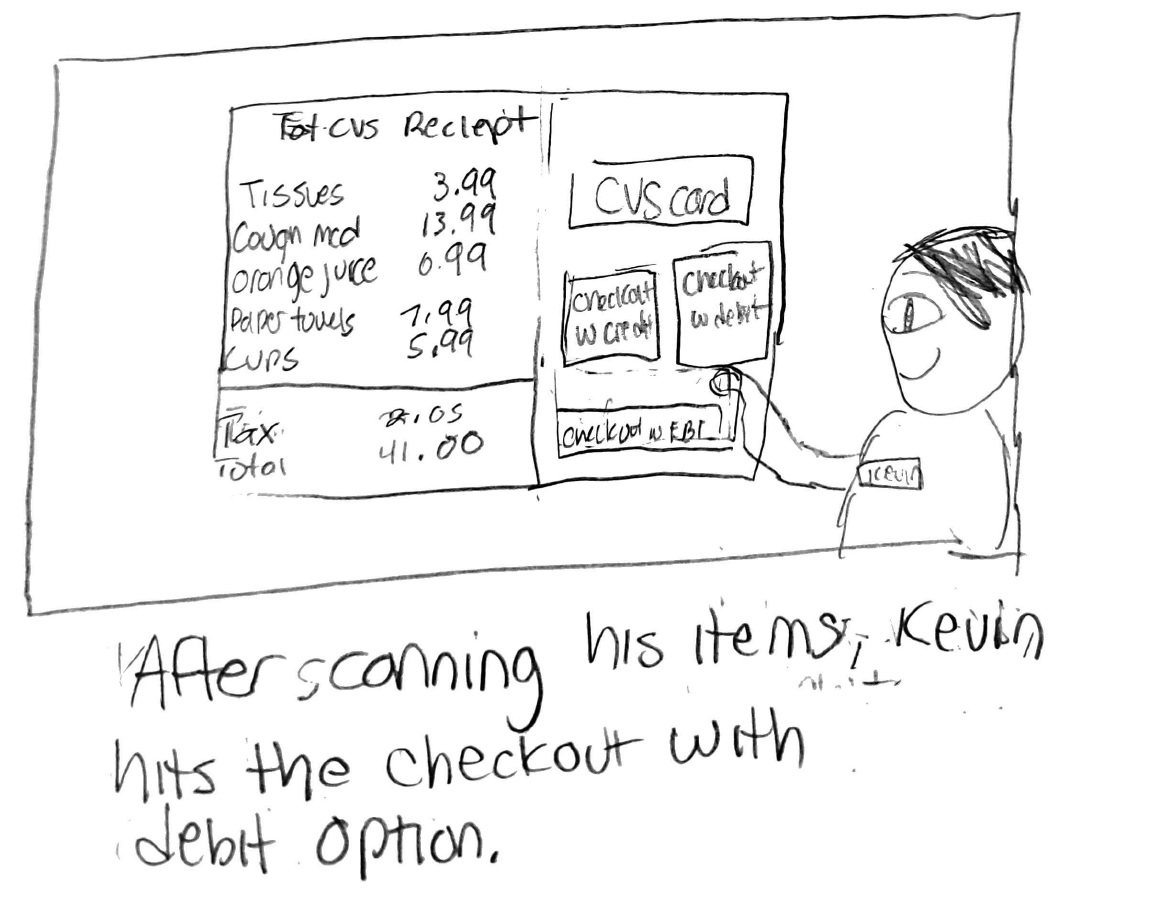 CVS Reciept
Tissues 3.99
Cough med 13.99
orange juice 6.99
Paper towels 7.99
Cups 5.99
Tax 2.05
Total 41.00
CVS card
checkout
w credit
checkout
w debit
checkout w EBT
Kevin
After scanning his items, Kevin
hits the checkout with
debit option.